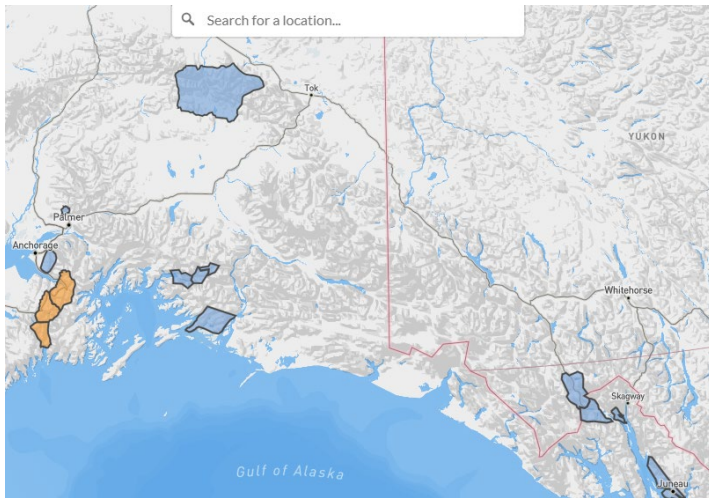 Search for a location...
Tok
YUKON
Palmer
Anchorage
Whitehorse
Skagway
Gulf of Alaska
Juneau